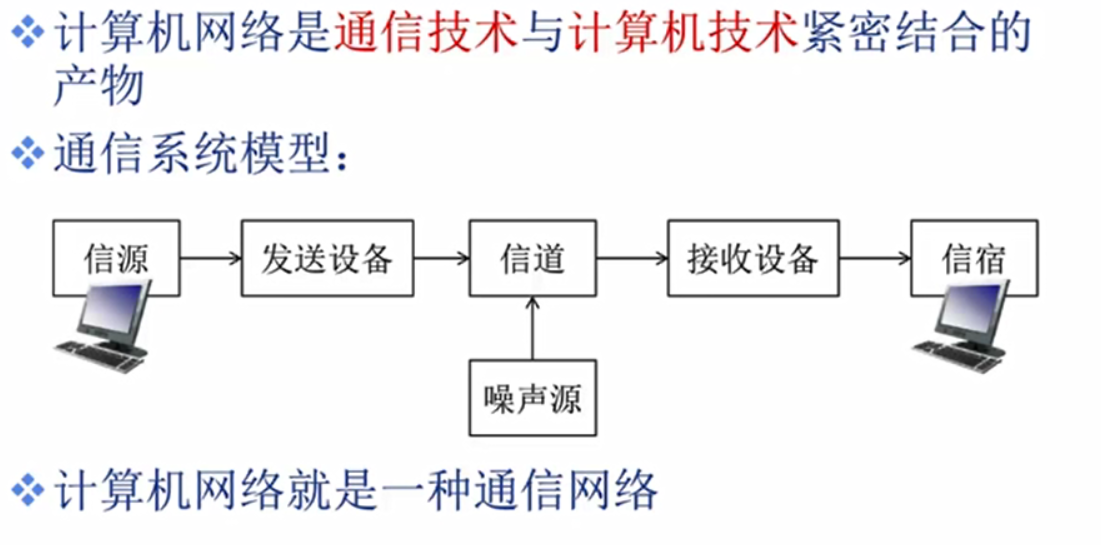 计算机网络是通信技术与计算机技术紧密结合的
产物
通信系统模型：
信源
发送设备
信道
接收设备
信宿
噪声源
计算机网络就是一种通信网络